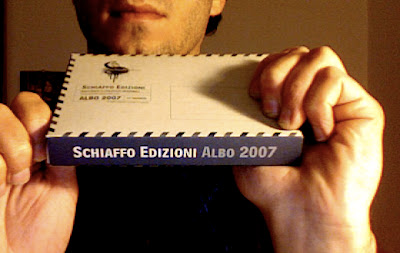 SCHIAFFO EDIZIONI
ALBO 2007
SCHIAFFO EDIZIONI ALBO 2007